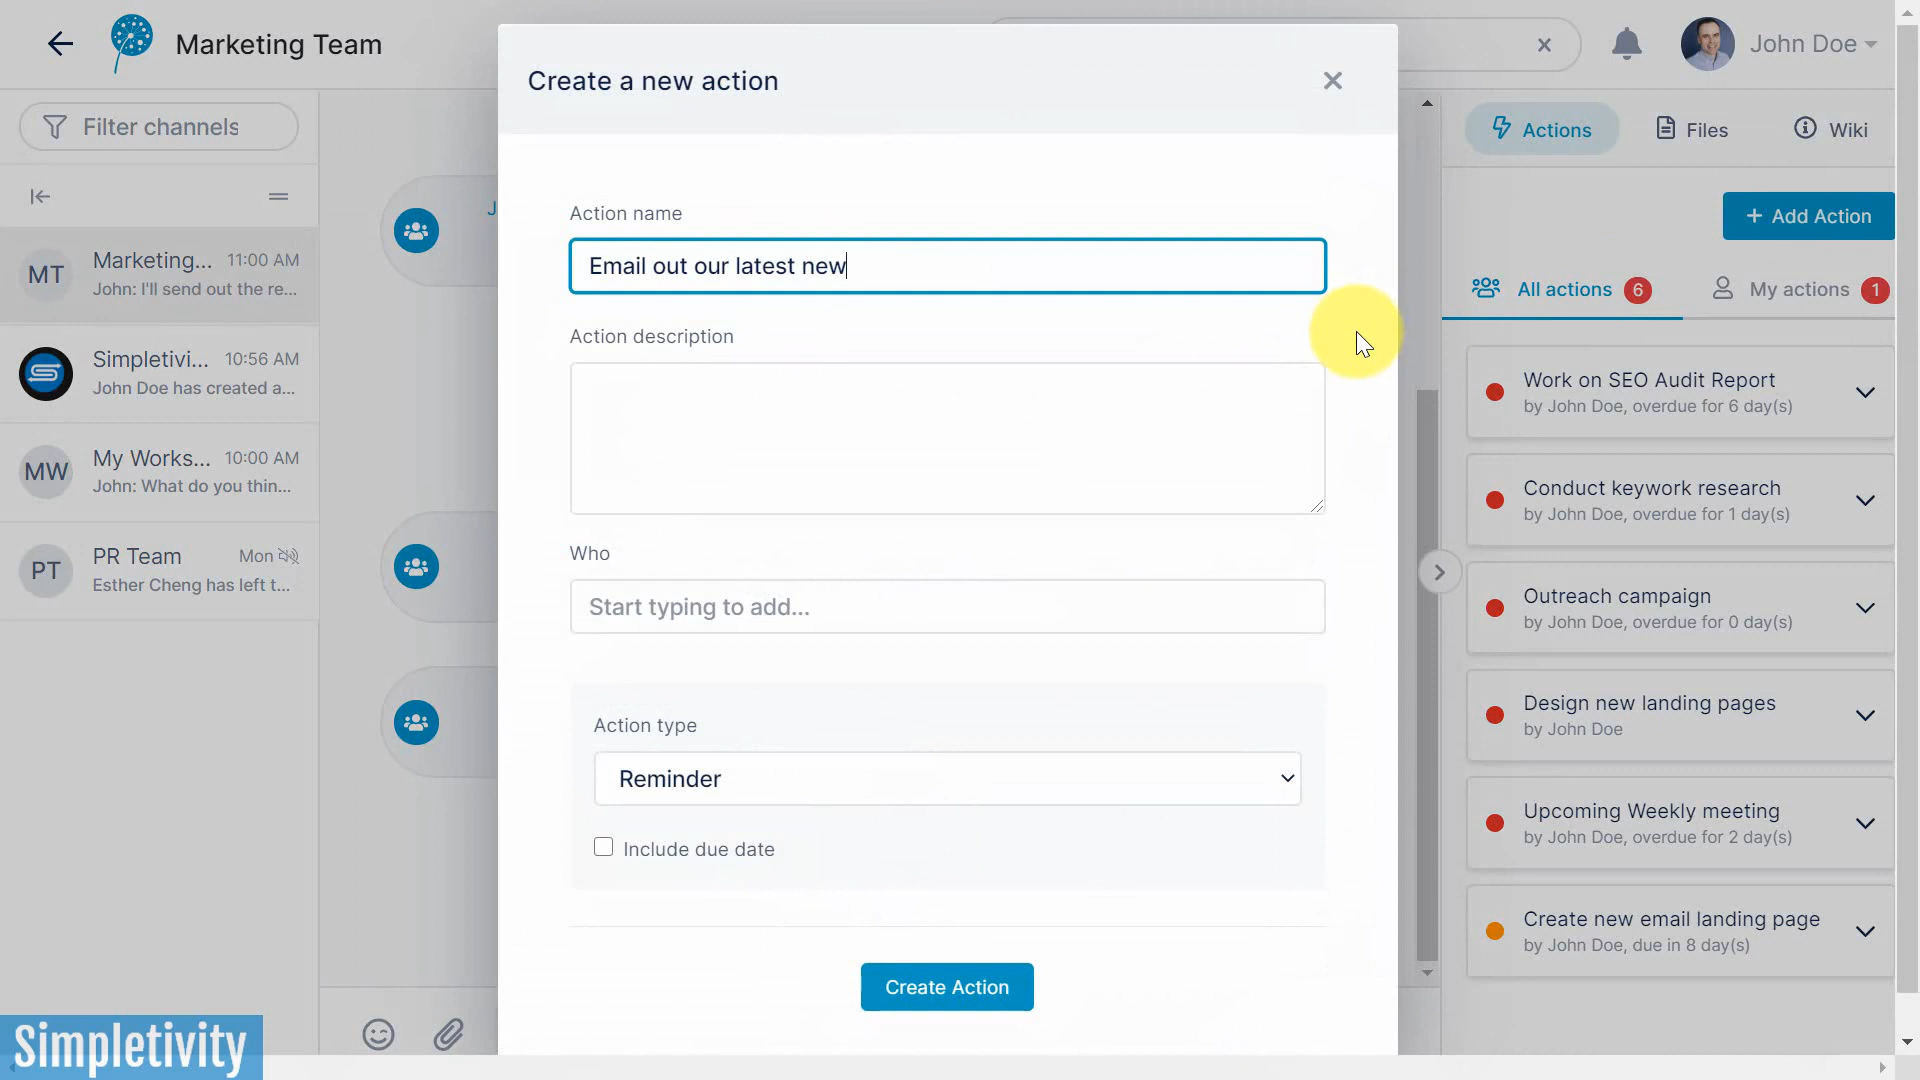 Marketing Team
John Doe
Filter channels
MT
Marketing... 11:00 AM
John: I'll send out the re...
Simpletivi... 10:56 AM
John Doe has created a...
MW
My Works... 10:00 AM
John: What do you thin...
PT
PR Team Mon
Esther Cheng has left t...
J
Create a new action
Action name
Email out our latest new
Action description
Who
Start typing to add...
Action type
Reminder
Include due date
Create Action
Actions
Files
Wiki
+ Add Action
All actions 6
My actions 1
Work on SEO Audit Report
by John Doe, overdue for 6 day(s)
Conduct keywork research
by John Doe, overdue for 1 day(s)
Outreach campaign
by John Doe, overdue for 0 day(s)
Design new landing pages
by John Doe
Upcoming Weekly meeting
by John Doe, overdue for 2 day(s)
Create new email landing page
by John Doe, due in 8 day(s)
Simpletivity